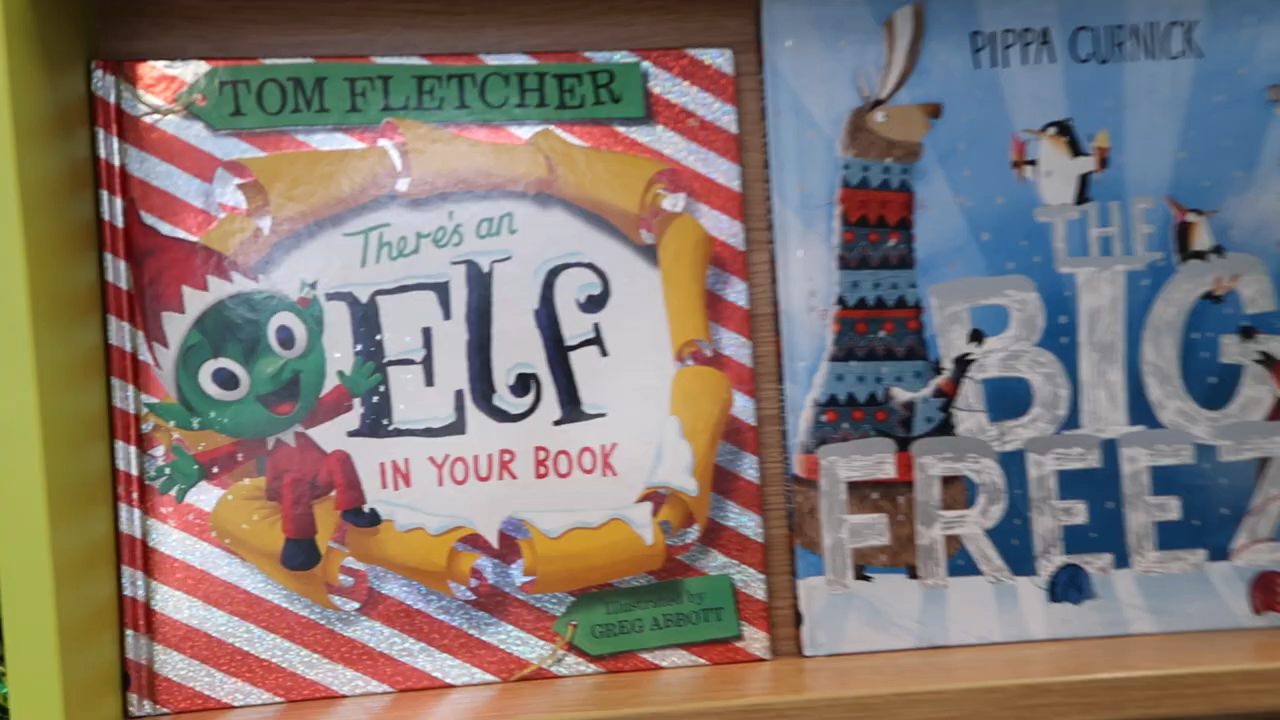 TOM FLETCHER
There's an
Elf
IN YOUR BOOK
Illustrated by
GREG ABBOTT
PIPPA CURNICK
THE
BIG
FREEZ